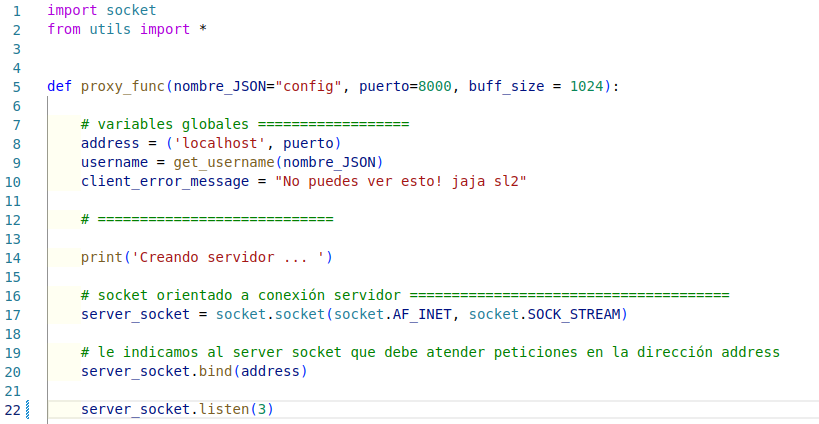 1 import socket
2 from utils import *
3
4
5 def proxy_func(nombre_JSON="config", puerto=8000, buff_size = 1024):
6
7     # variables globales ==================
8     address = ('localhost', puerto)
9     username = get_username(nombre_JSON)
10     client_error_message = "No puedes ver esto! jaja sl2"
11
12     # ============================
13
14     print('Creando servidor ... ')
15
16     # socket orientado a conexión servidor ======================================
17     server_socket = socket.socket(socket.AF_INET, socket.SOCK_STREAM)
18
19     # le indicamos al server socket que debe atender peticiones en la dirección address
20     server_socket.bind(address)
21
22     server_socket.listen(3)